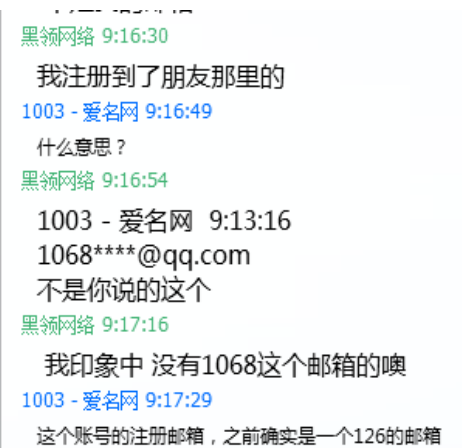 黑领网络 9:16:30
我注册到了朋友那里的
1003 - 爱名网 9:16:49
什么意思？
黑领网络 9:16:54
1003 - 爱名网 9:13:16
1068****@qq.com
不是你说的这个
黑领网络 9:17:16
我印象中 没有1068这个邮箱的噢
1003 - 爱名网 9:17:29
这个账号的注册邮箱，之前确实是一个126的邮箱